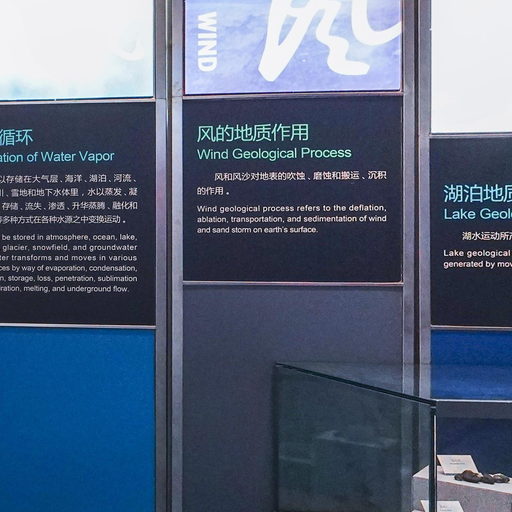 循环
ation of Water Vapor
以存储在大气层、海洋、湖泊、河流、
雪地和地下水体里，水以蒸发、凝
存储、流失、渗透、升华蒸腾、融化和
多种方式在各种水源之中变换运动。
be stored in atmosphere, ocean, lake,
glacier, snowfield, and groundwater
ter transforms and moves in various
ces by way of evaporation, condensation,
n, storage, loss, penetration, sublimation
ration, melting, and underground flow.
WIND
风
风的地质作用
Wind Geological Process
风和风沙对地表的吹蚀、磨蚀和搬运、沉积
的作用。
Wind geological process refers to the deflation,
ablation, transportation, and sedimentation of wind
and sand storm on earth's surface.
湖泊地质
Lake Geol
湖水运动所产
Lake geological
generated by mov